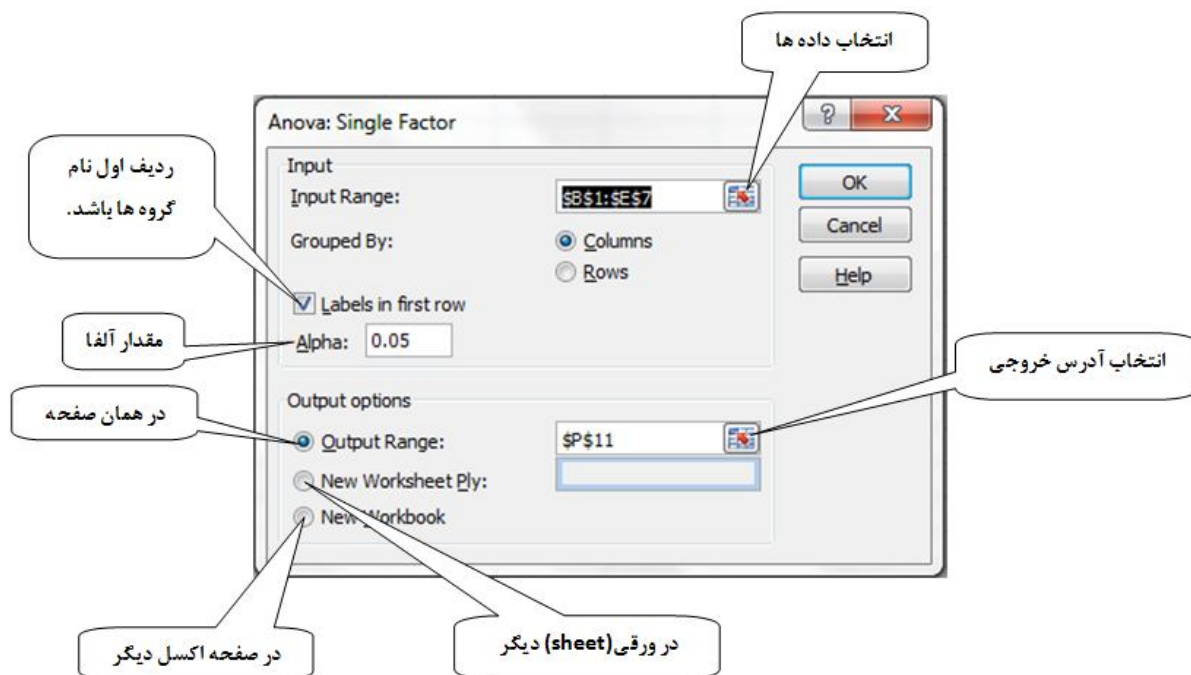 انتخاب داده ها
Anova: Single Factor
ردیف اول نام
گروه ها باشد.
Input
Input Range:
$B$1:$E$7
OK
Grouped By:
Columns
Cancel
Rows
Help
Labels in first row
مقدار آلفا
Alpha:
0.05
انتخاب آدرس خروجی
در همان صفحه
Output options
Output Range:
$P$11
New Worksheet Ply:
New Workbook
در صفحه اکسل دیگر
در ورقی(sheet) دیگر